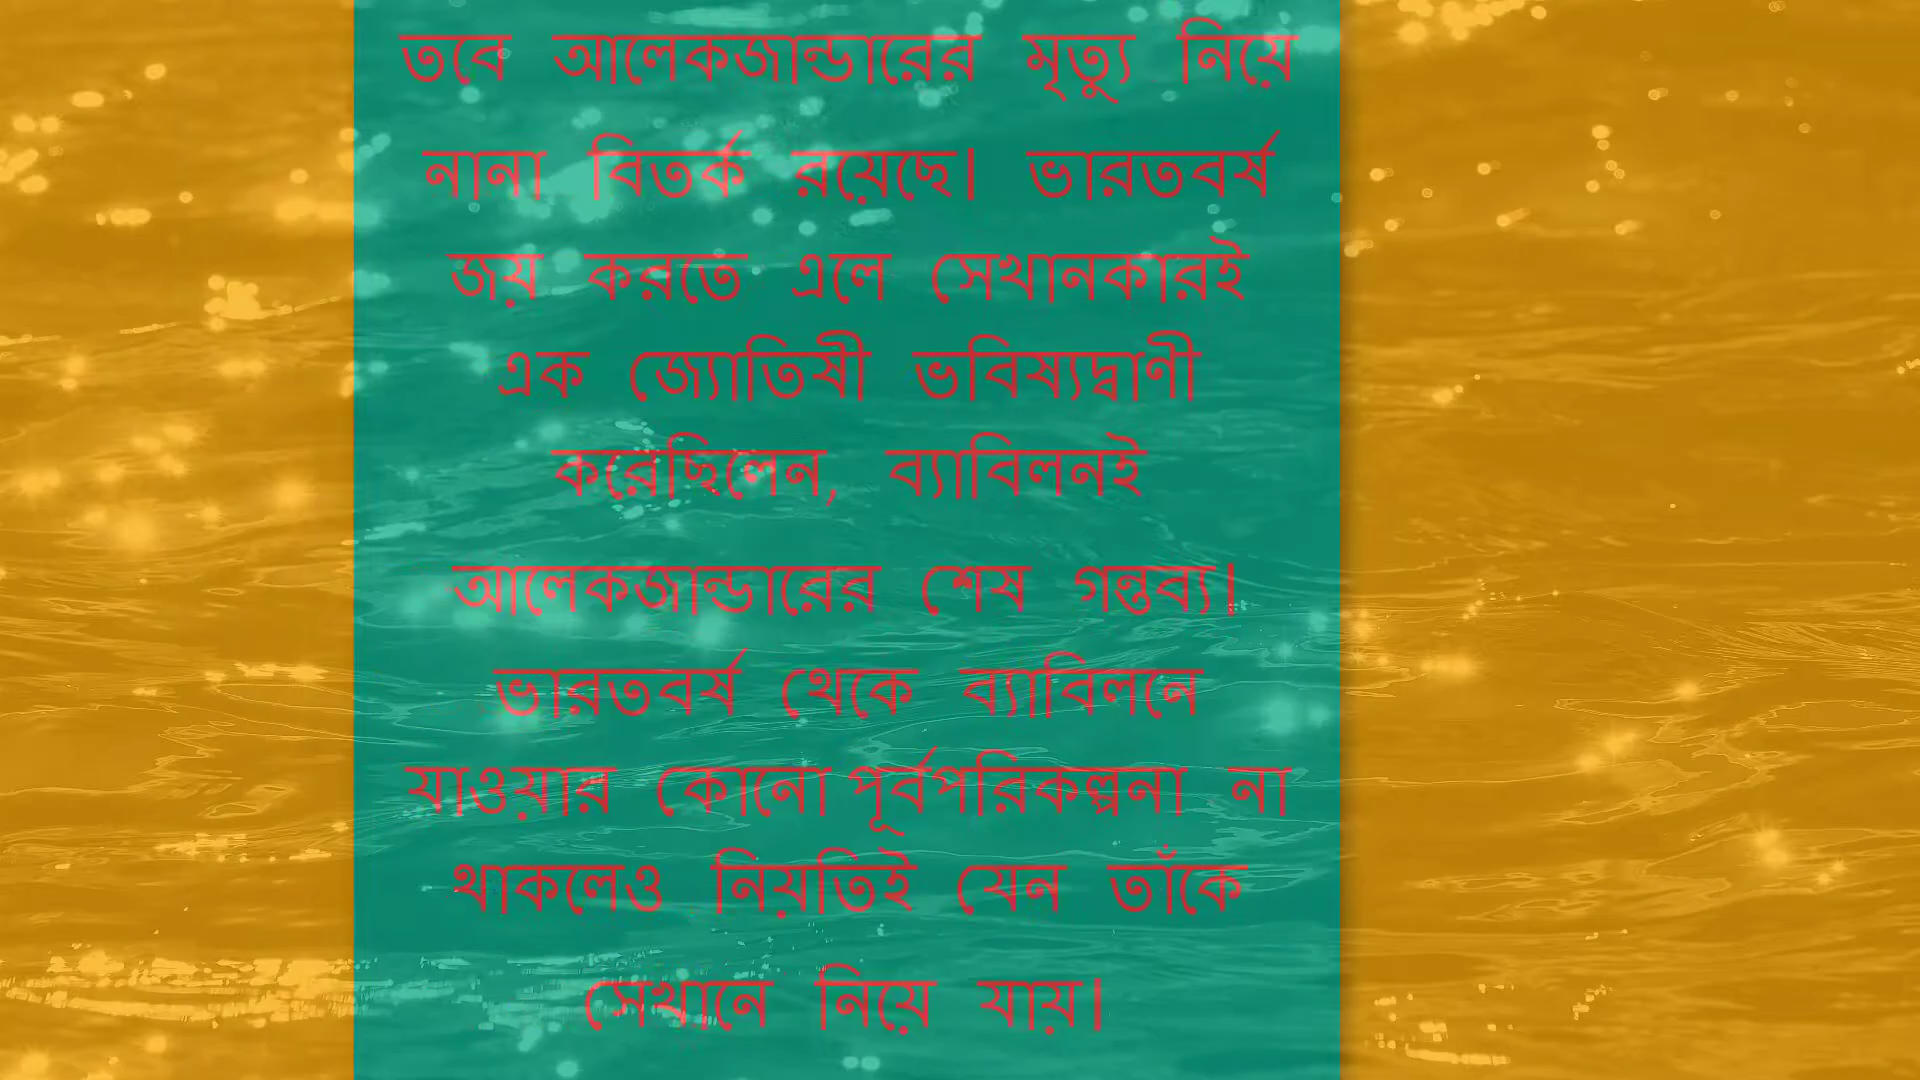 তবে আলেকজান্ডারের মৃত্যু নিয়ে
নানা বিতর্ক রয়েছে। ভারতবর্ষ
জয় করতে এলে সেখানকারই
এক জ্যোতিষী ভবিষ্যদ্বাণী
করেছিলেন, ব্যাবিলনই
আলেকজান্ডারের শেষ গন্তব্য।
ভারতবর্ষ থেকে ব্যাবিলনে
যাওয়ার কোনো পূর্বপরিকল্পনা না
থাকলেও নিয়তিই যেন তাঁকে
সেখানে নিয়ে যায়।